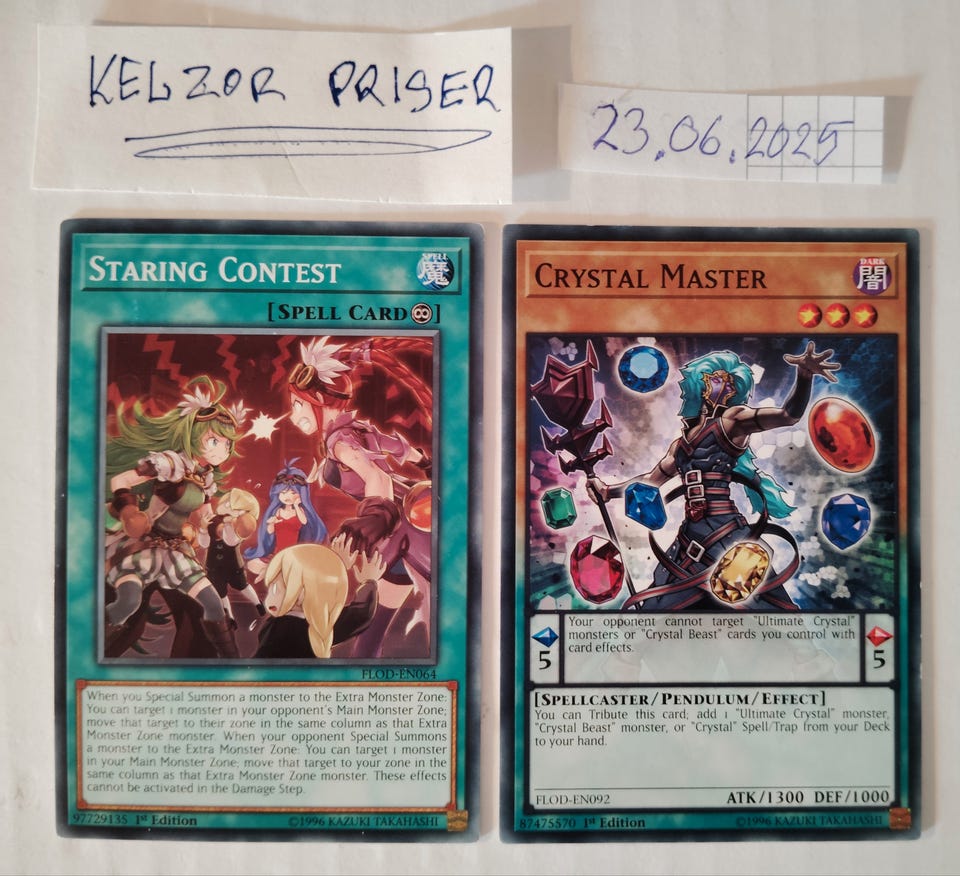 KELZOR PRISER
23.06.2025
STARING CONTEST
SPELL
魔
[SPELL CARD ♾]
FLOD-EN064
When you Special Summon a monster to the Extra Monster Zone:
You can target 1 monster in your opponent's Main Monster Zone;
move that target to their zone in the same column as that Extra
Monster Zone monster. When your opponent Special Summons
a monster to the Extra Monster Zone: You can target 1 monster
in your Main Monster Zone; move that target to your zone in the
same column as that Extra Monster Zone monster. These effects
cannot be activated in the Damage Step.
97729135 1st Edition ©1996 KAZUKI TAKAHASHI
CRYSTAL MASTER
DARK
闇
Your opponent cannot target "Ultimate Crystal"
monsters or "Crystal Beast" cards you control with
card effects.
5
5
[SPELLCASTER/PENDULUM/EFFECT]
You can Tribute this card; add 1 "Ultimate Crystal" monster,
"Crystal Beast" monster, or "Crystal" Spell/Trap from your Deck
to your hand.
FLOD-EN092 ATK/1300 DEF/1000
87475570 1st Edition ©1996 KAZUKI TAKAHASHI